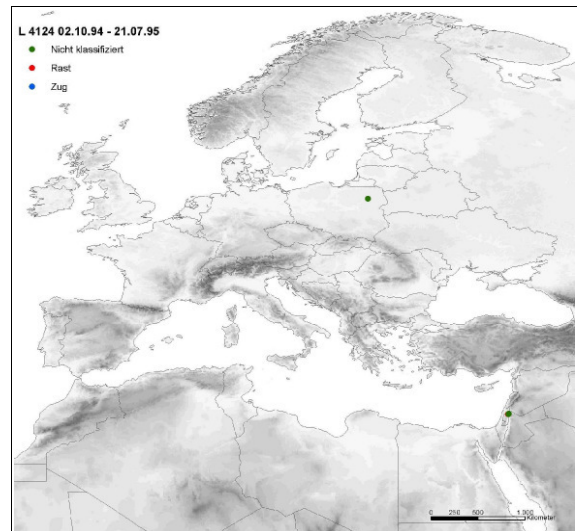 L 4124 02.10.94 - 21.07.95
Nicht klassifiziert
Rast
Zug
0 250 500 1.000
Kilometer